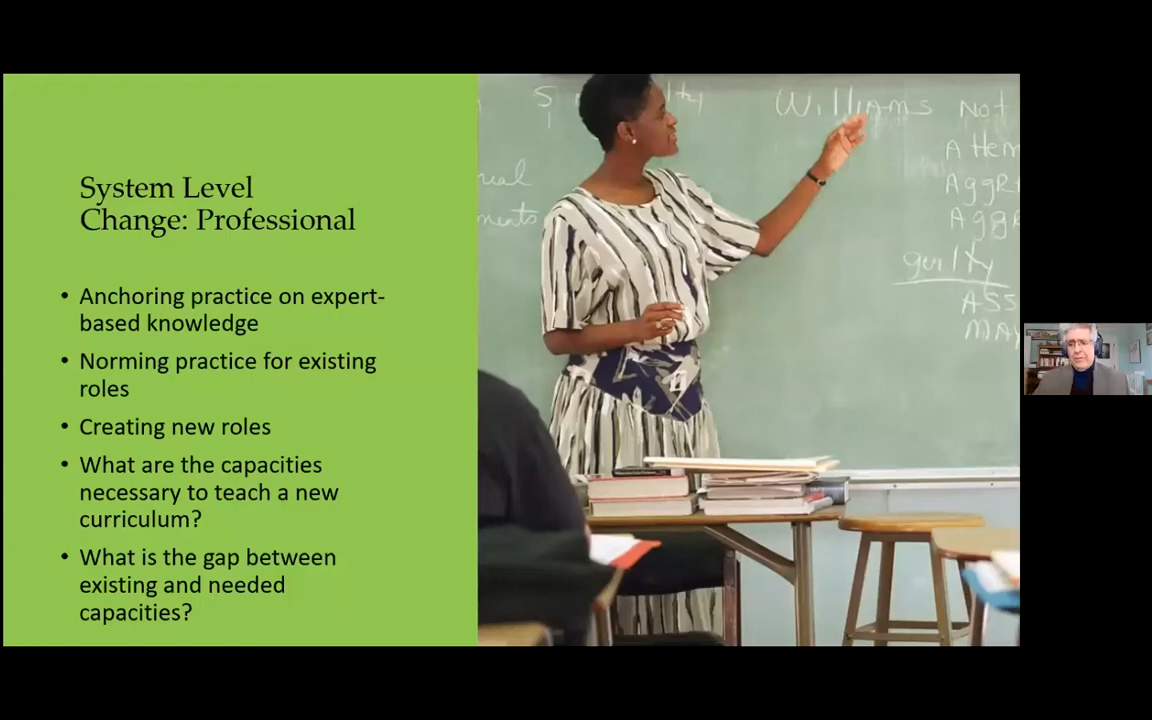 System Level
Change: Professional
• Anchoring practice on expert-
based knowledge
• Norming practice for existing
roles
• Creating new roles
• What are the capacities
necessary to teach a new
curriculum?
• What is the gap between
existing and needed
capacities?
Williams
Not
guilty